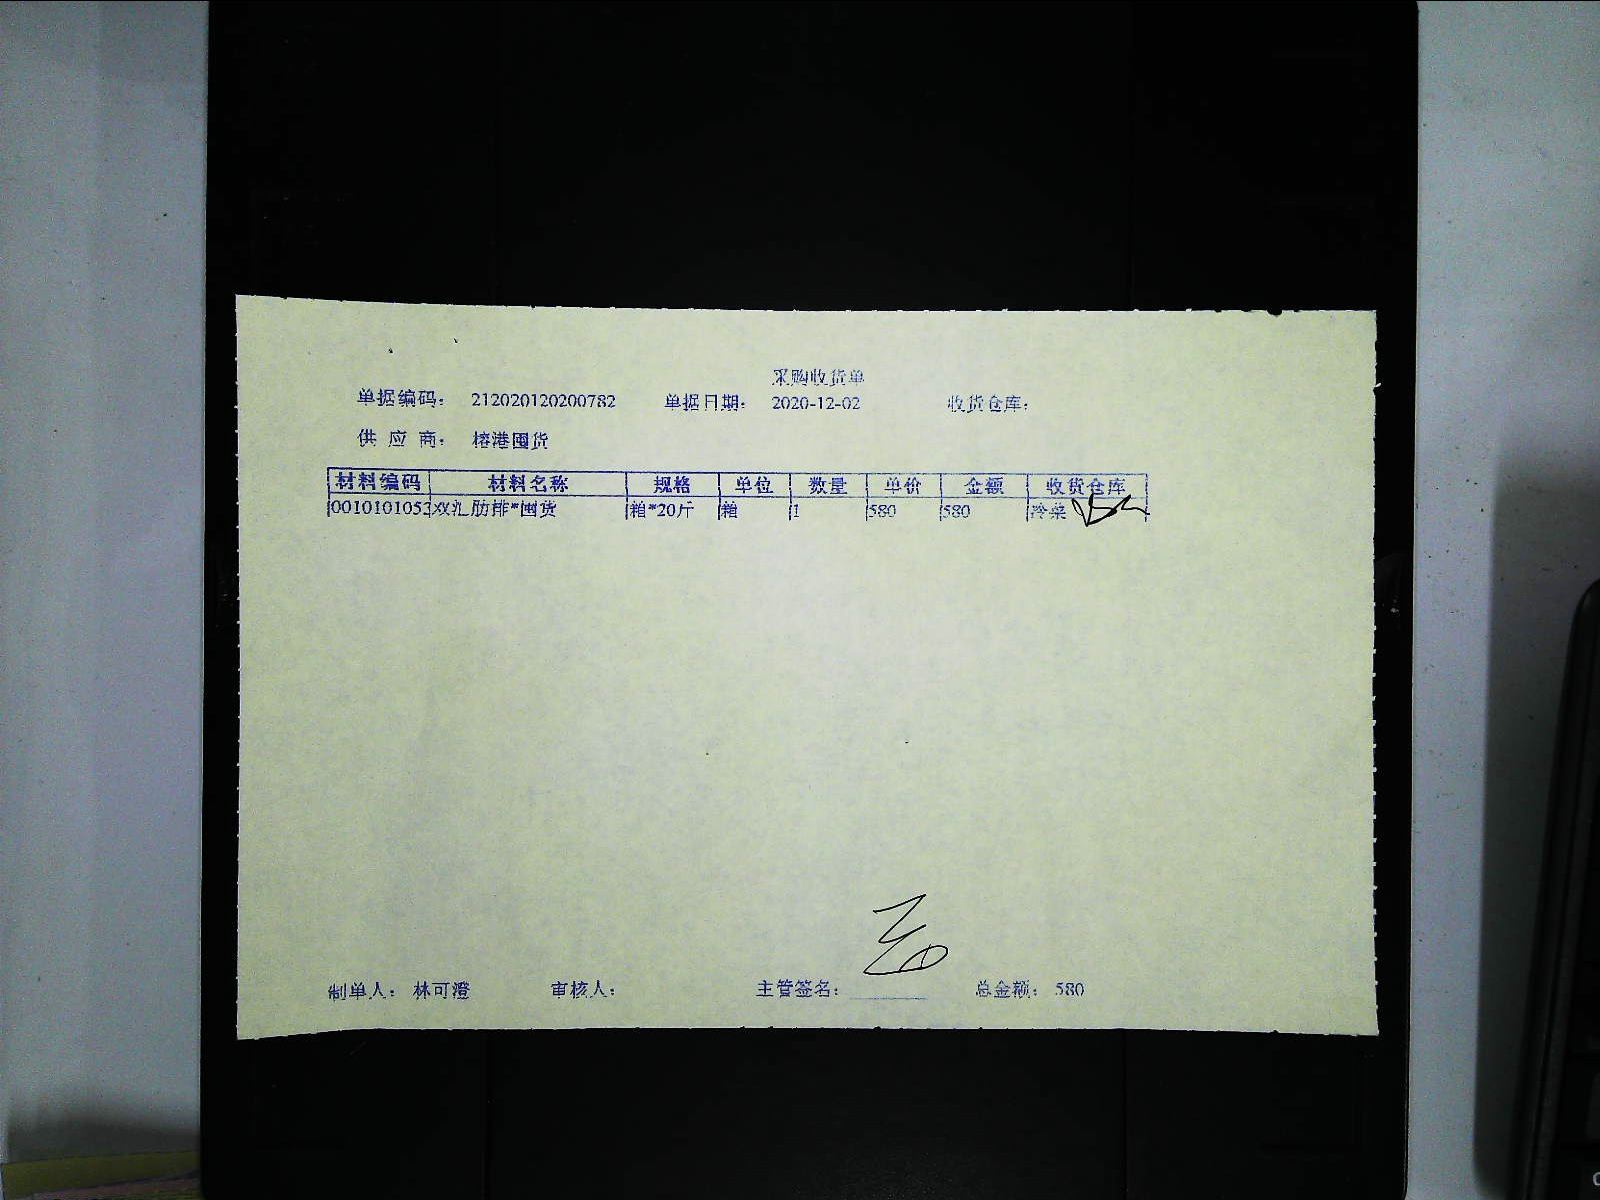 采购收货单
单据编码： 212020120200782 单据日期： 2020-12-02 收货仓库：
供 应 商： 榕港囤货
材料编码 材料名称 规格 单位 数量 单价 金额 收货仓库
0010101053 双汇肋排*囤货 箱*20斤 箱 1 580 580 冷菜
制单人： 林可澄 审核人： 主管签名： 总金额： 580